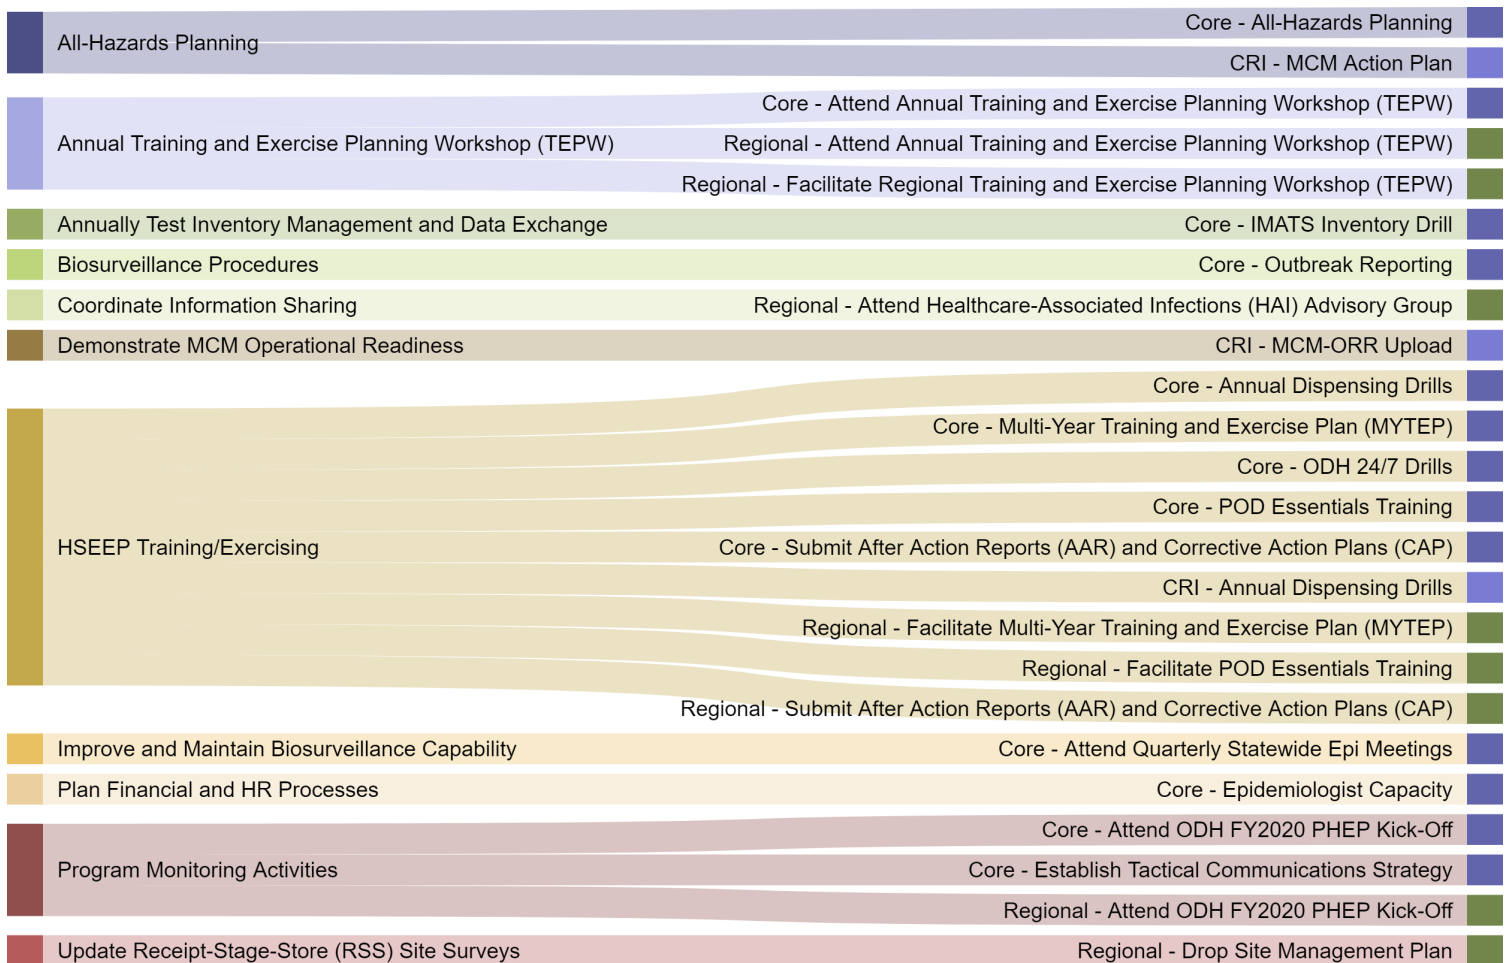 All-Hazards Planning
Core - All-Hazards Planning
CRI - MCM Action Plan
Annual Training and Exercise Planning Workshop (TEPW)
Core - Attend Annual Training and Exercise Planning Workshop (TEPW)
Regional - Attend Annual Training and Exercise Planning Workshop (TEPW)
Regional - Facilitate Regional Training and Exercise Planning Workshop (TEPW)
Annually Test Inventory Management and Data Exchange
Core - IMATS Inventory Drill
Biosurveillance Procedures
Core - Outbreak Reporting
Coordinate Information Sharing
Regional - Attend Healthcare-Associated Infections (HAI) Advisory Group
Demonstrate MCM Operational Readiness
CRI - MCM-ORR Upload
HSEEP Training/Exercising
Core - Annual Dispensing Drills
Core - Multi-Year Training and Exercise Plan (MYTEP)
Core - ODH 24/7 Drills
Core - POD Essentials Training
Core - Submit After Action Reports (AAR) and Corrective Action Plans (CAP)
CRI - Annual Dispensing Drills
Regional - Facilitate Multi-Year Training and Exercise Plan (MYTEP)
Regional - Facilitate POD Essentials Training
Regional - Submit After Action Reports (AAR) and Corrective Action Plans (CAP)
Improve and Maintain Biosurveillance Capability
Core - Attend Quarterly Statewide Epi Meetings
Plan Financial and HR Processes
Core - Epidemiologist Capacity
Program Monitoring Activities
Core - Attend ODH FY2020 PHEP Kick-Off
Core - Establish Tactical Communications Strategy
Regional - Attend ODH FY2020 PHEP Kick-Off
Update Receipt-Stage-Store (RSS) Site Surveys
Regional - Drop Site Management Plan